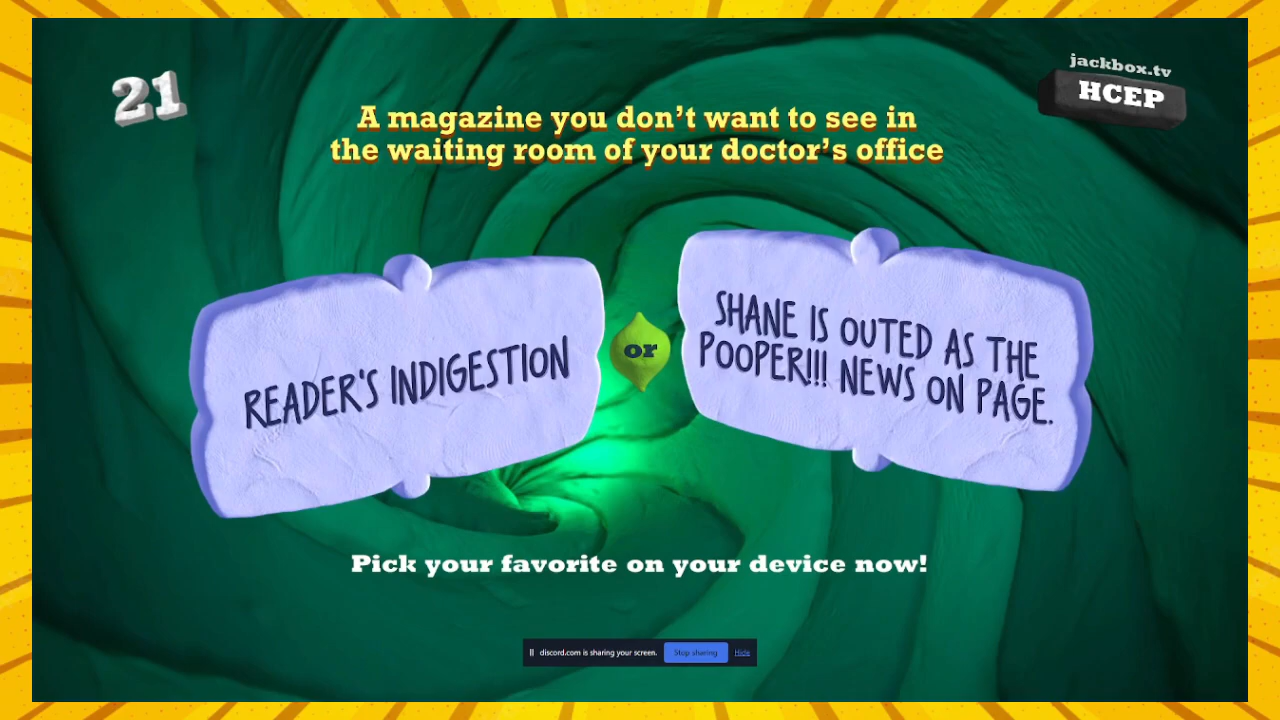 21
jackbox.tv
HCEP
A magazine you don't want to see in
the waiting room of your doctor's office
READER'S INDIGESTION
or
SHANE IS OUTED AS THE
POOPER!!! NEWS ON PAGE.
Pick your favorite on your device now!
discord.com is sharing your screen. Stop sharing Hide